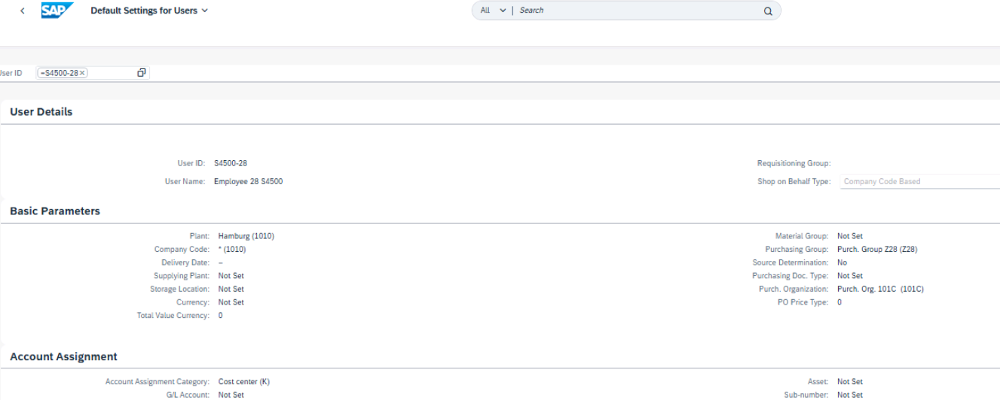 SAP Default Settings for Users All Search
User ID =S4500-28
User Details
User ID: S4500-28 Requisitioning Group:
User Name: Employee 28 S4500 Shop on Behalf Type: Company Code Based
Basic Parameters
Plant: Hamburg (1010) Material Group: Not Set
Company Code: * (1010) Purchasing Group: Purch. Group Z28 (Z28)
Delivery Date: – Source Determination: No
Supplying Plant: Not Set Purchasing Doc. Type: Not Set
Storage Location: Not Set Purch. Organization: Purch. Org. 101C (101C)
Currency: Not Set PO Price Type: 0
Total Value Currency: 0
Account Assignment
Account Assignment Category: Cost center (K) Asset: Not Set
G/L Account: Not Set Sub-number: Not Set